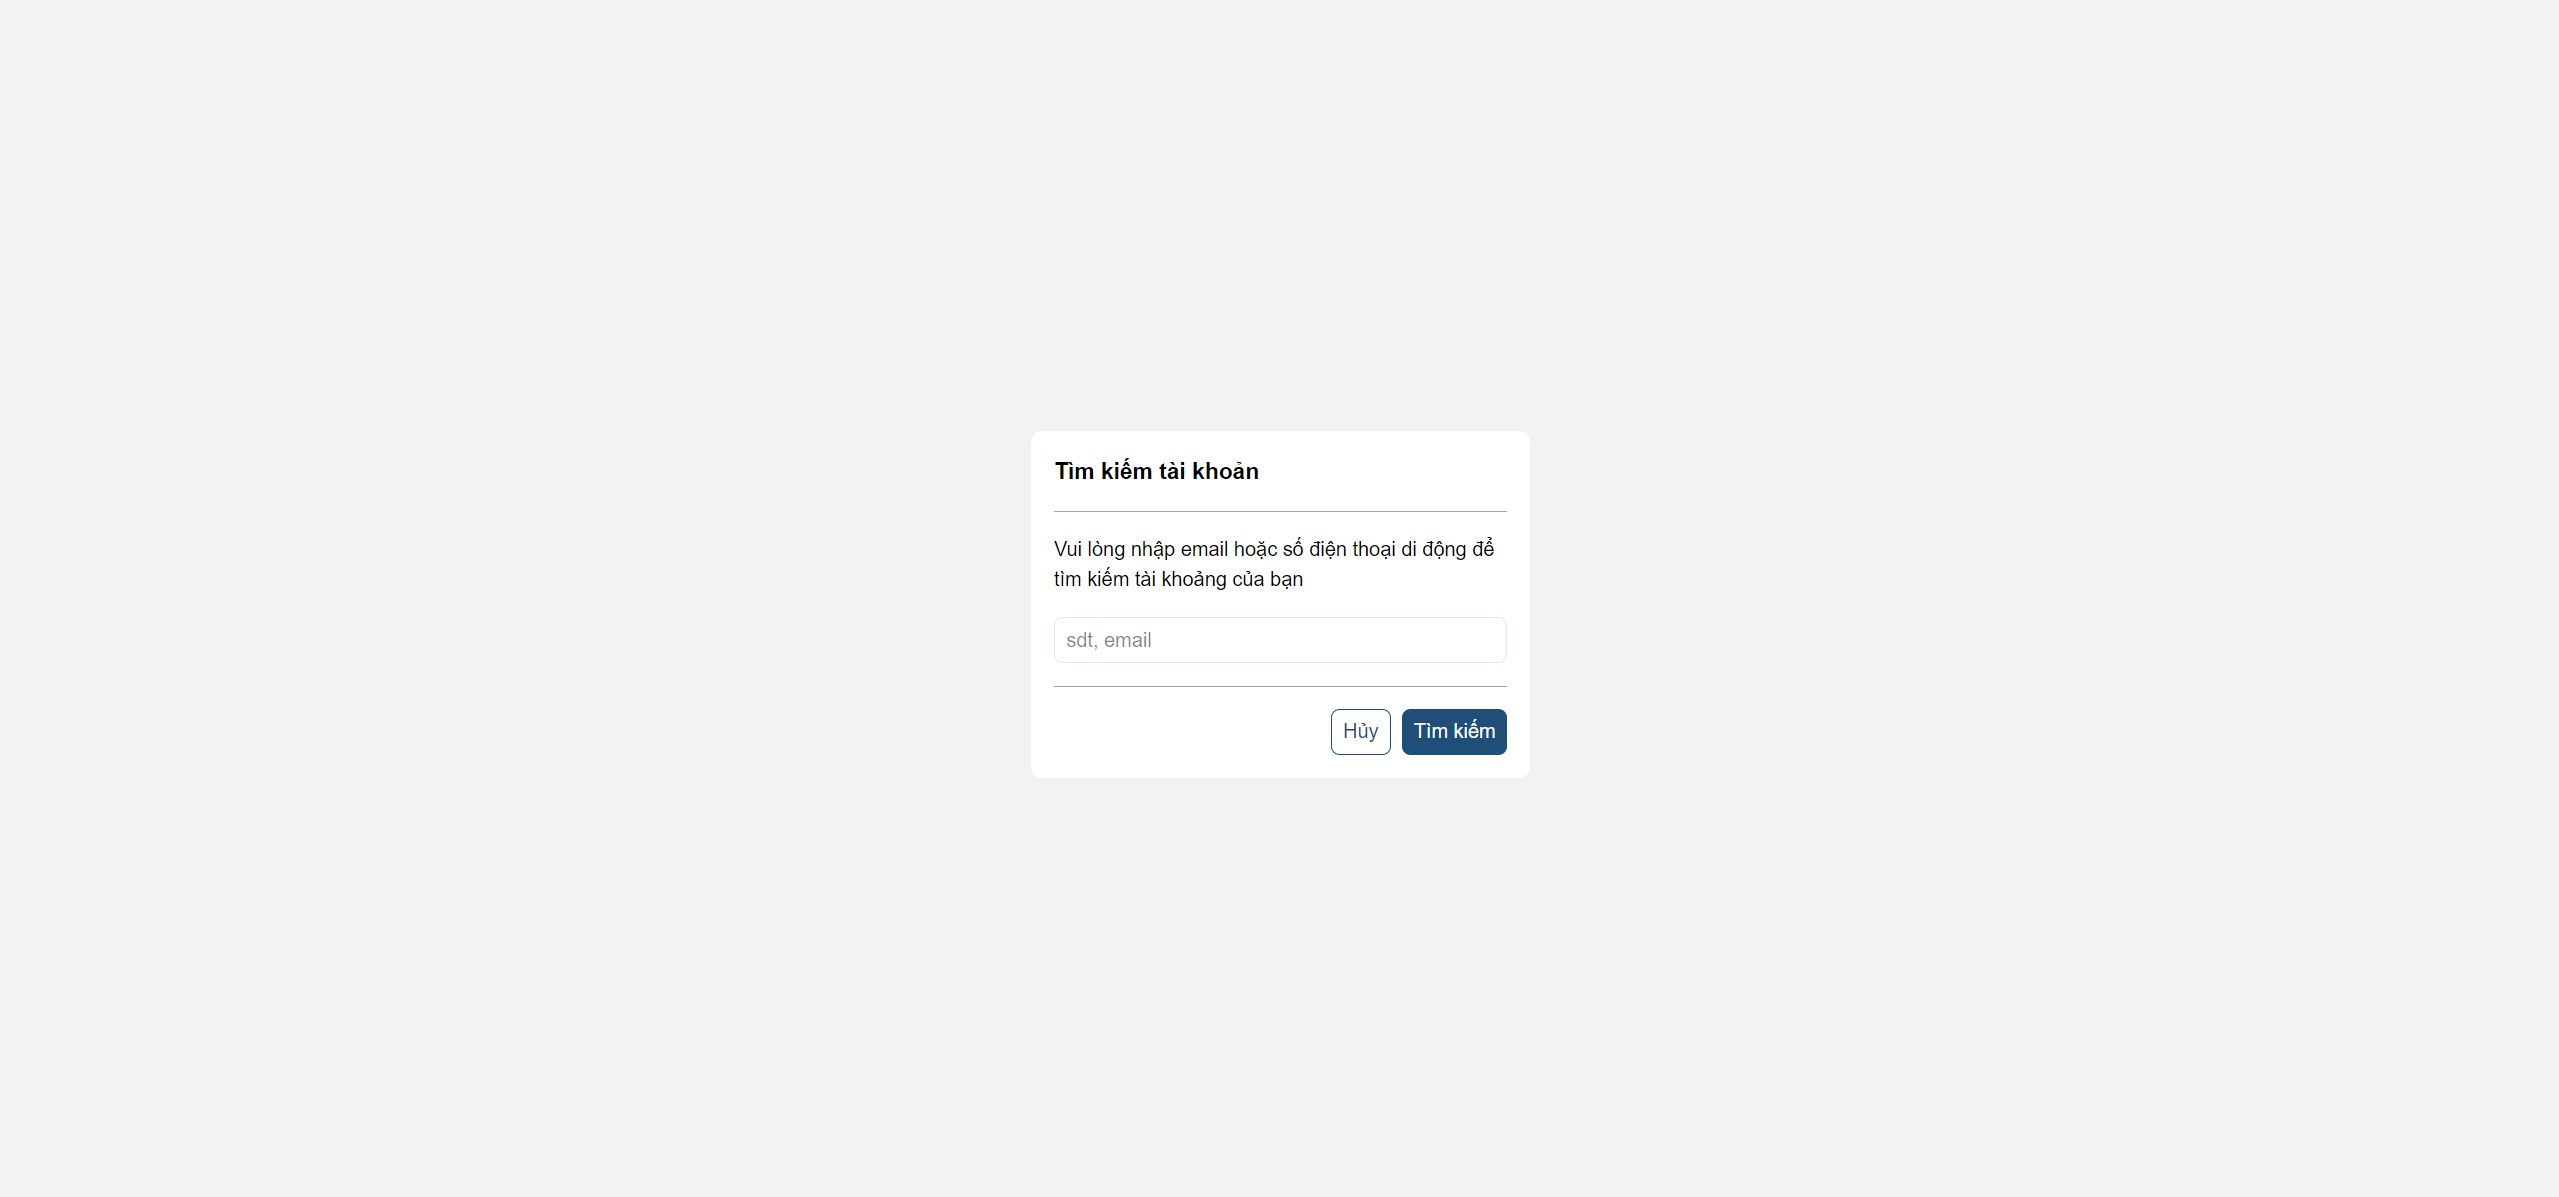 Tìm kiếm tài khoản
Vui lòng nhập email hoặc số điện thoại di động để
tìm kiếm tài khoảng của bạn
sdt, email
Hủy
Tìm kiếm